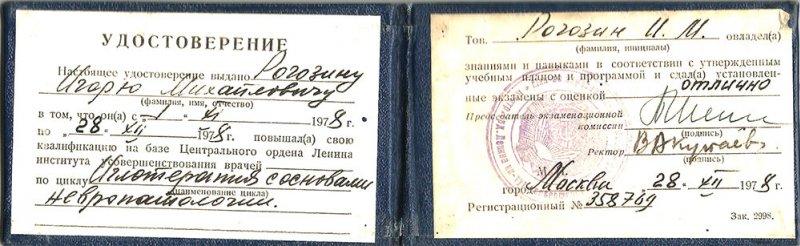 УДОСТОВЕРЕНИЕ
Настоящее удостоверение выдано Рогозину
Игорю Михайловичу
(фамилия, имя, отчество)
в том, что он(а) с „1" XI 1978 г.
по „28" XII 1978 г. повышал(а) свою
квалификацию на базе Центрального ордена Ленина
института усовершенствования врачей
по циклу Иглотерапия с основами
(наименование цикла)
невропатологии.
Тов. Рогозин И. М. овладел(а)
(фамилия, инициалы)
знаниями и навыками в соответствии с утвержденным
учебным планом и программой и сдал(а) установлен-
ные экзамены с оценкой отлично
Председатель экзаменационной
комиссии
(подпись)
Ректор
(подпись)
М. П.
город Москва „28" XII 1978 г.
Регистрационный № 358769
Зак. 2998.